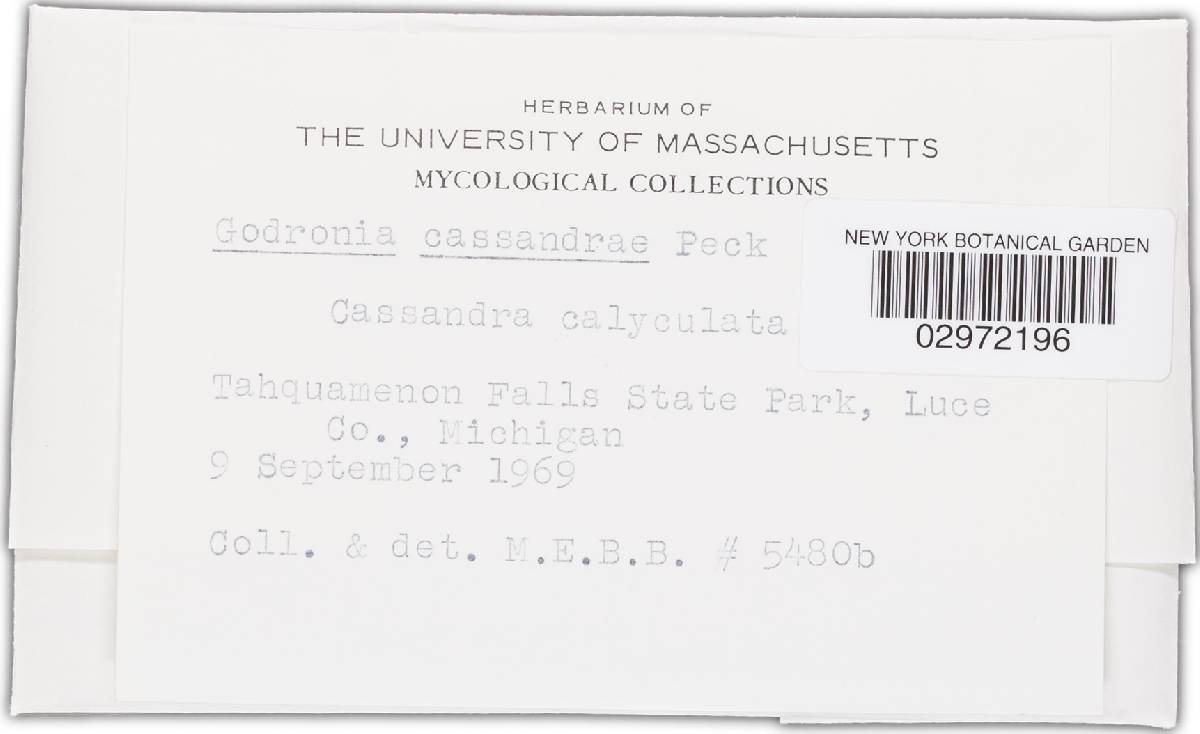 HERBARIUM OF
THE UNIVERSITY OF MASSACHUSETTS
MYCOLOGICAL COLLECTIONS
Godronia cassandrae Peck
NEW YORK BOTANICAL GARDEN
02972196
Cassandra calyculata
Tahquamenon Falls State Park, Luce
Co., Michigan
9 September 1969
Coll. & det. M.E.B.B. # 5480b